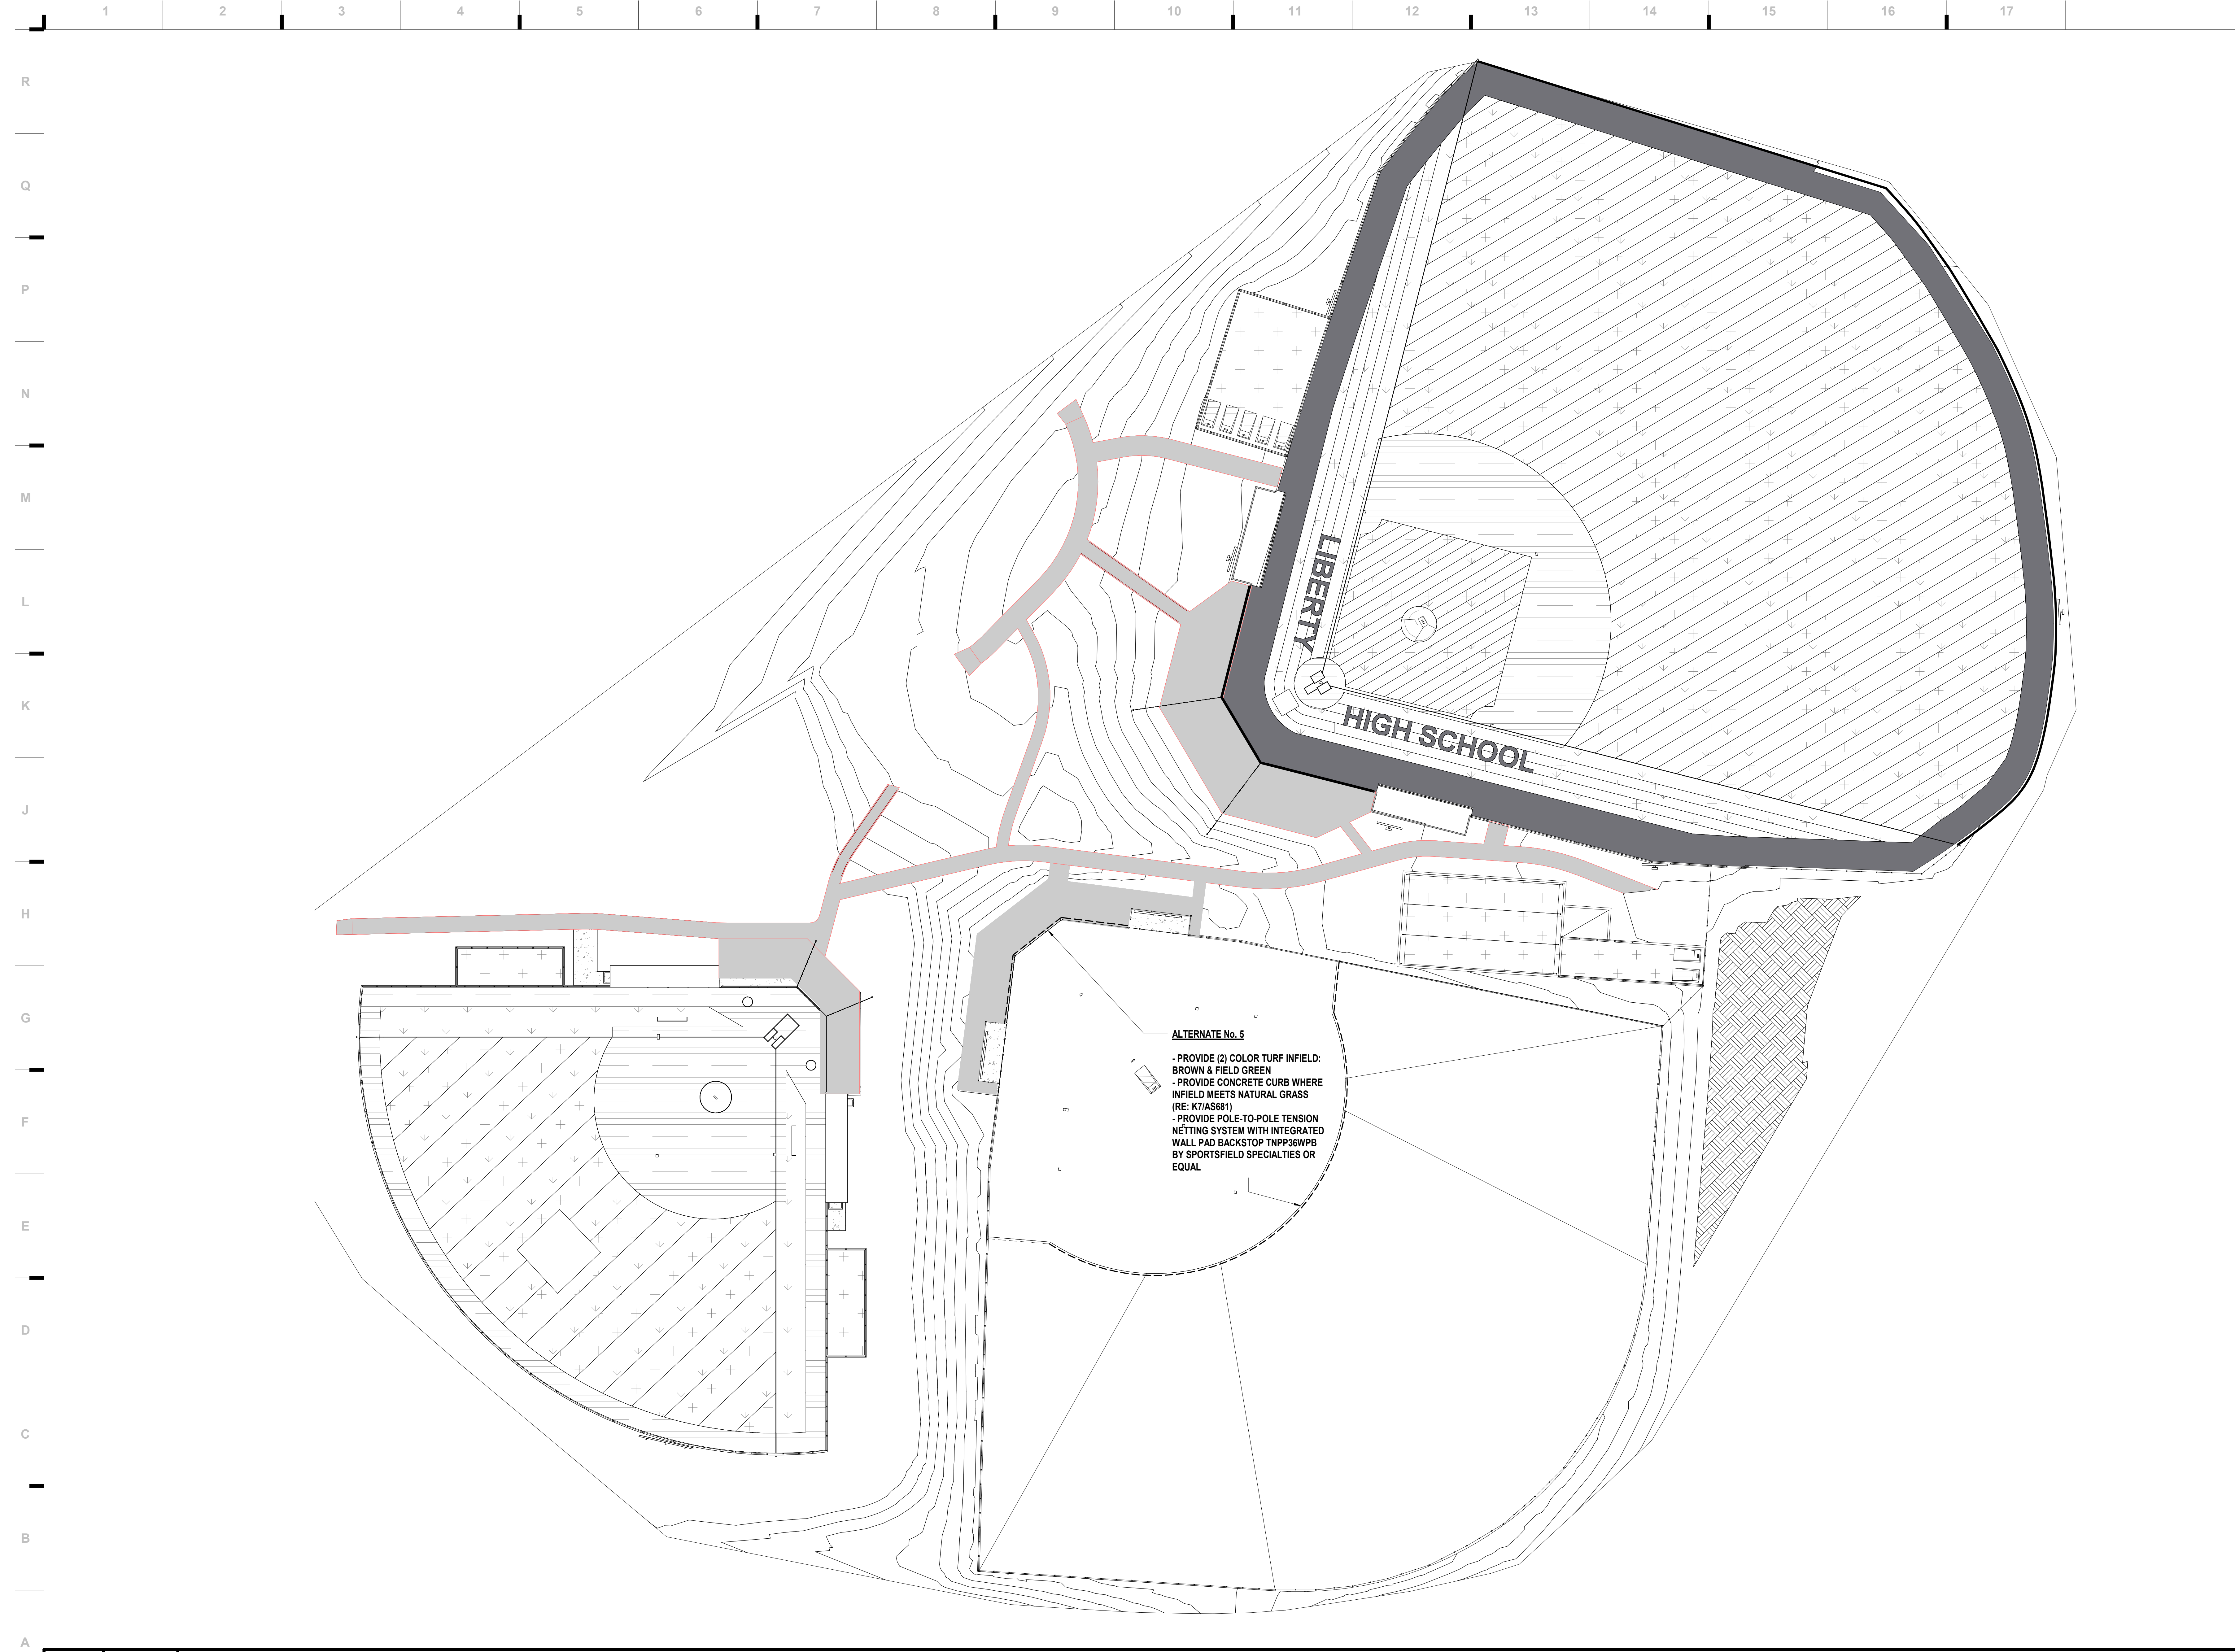 1 2 3 4 5 6 7 8 9 10 11 12 13 14 15 16 17
R
Q
P
N
M
L
K
J
H
G
F
E
D
C
B
A
LIBERTY
HIGH SCHOOL
ALTERNATE No. 5
- PROVIDE (2) COLOR TURF INFIELD:
BROWN & FIELD GREEN
- PROVIDE CONCRETE CURB WHERE
INFIELD MEETS NATURAL GRASS
(RE: K7/AS681)
- PROVIDE POLE-TO-POLE TENSION
NETTING SYSTEM WITH INTEGRATED
WALL PAD BACKSTOP TNPP36WPB
BY SPORTSFIELD SPECIALTIES OR
EQUAL